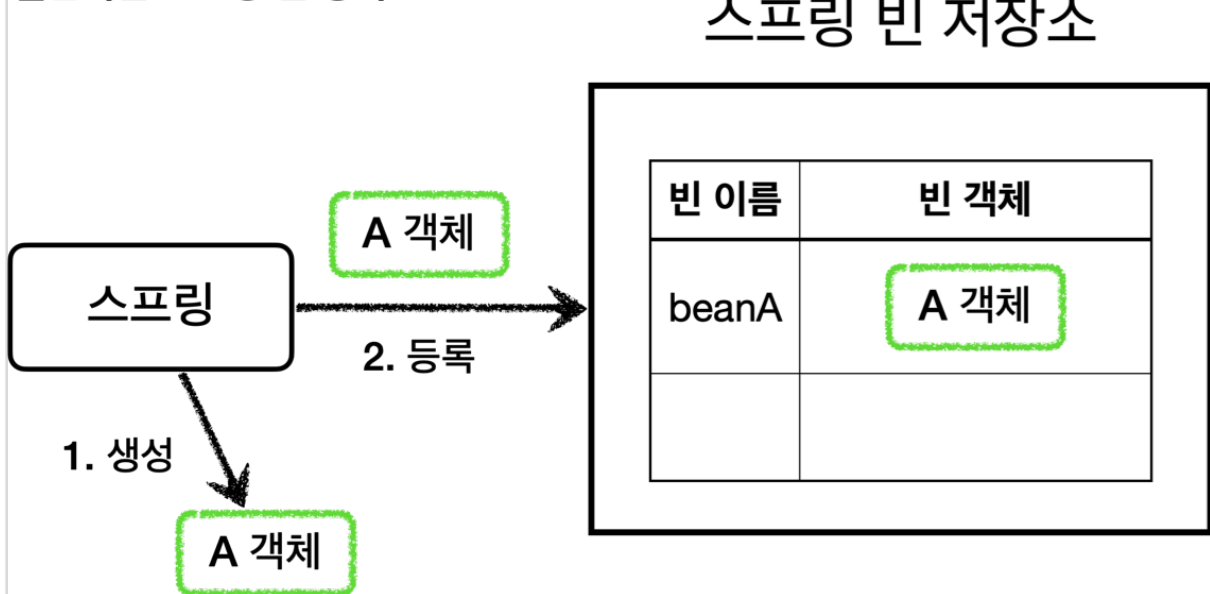 스프링 빈 저장소
빈 이름 빈 객체
A 객체
스프링
beanA A 객체
2. 등록
1. 생성
A 객체